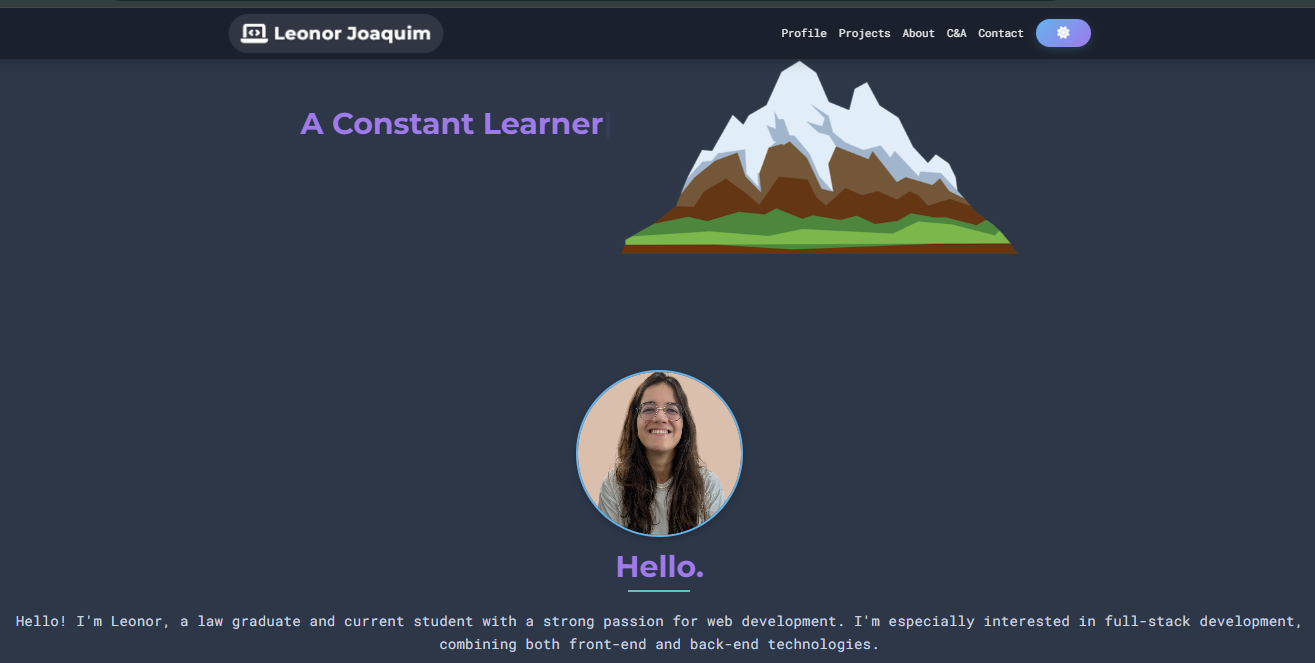 Leonor Joaquim
Profile Projects About C&A Contact
A Constant Learner
Hello.
Hello! I'm Leonor, a law graduate and current student with a strong passion for web development. I'm especially interested in full-stack development,
combining both front-end and back-end technologies.